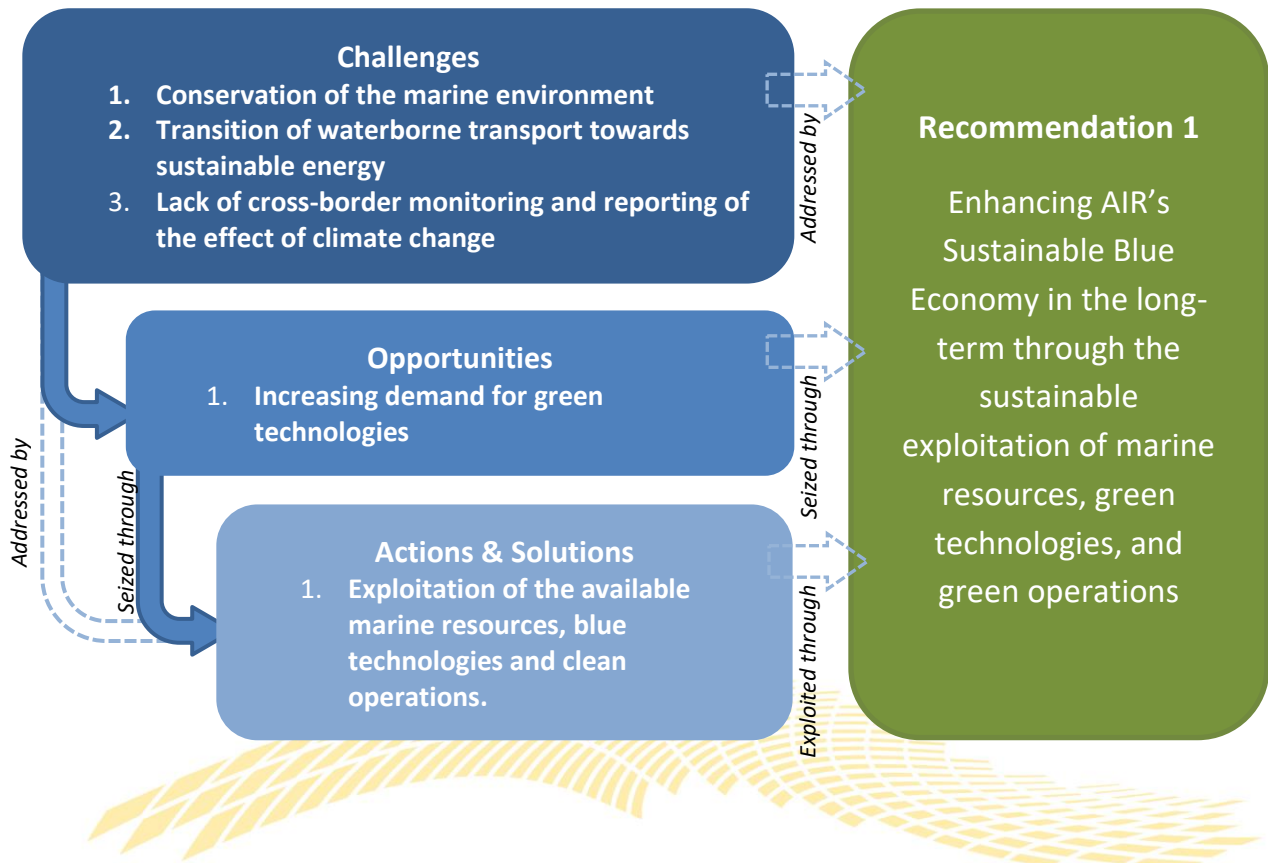 Challenges
1. Conservation of the marine environment
2. Transition of waterborne transport towards
sustainable energy
3. Lack of cross-border monitoring and reporting of
the effect of climate change
Addressed by
Opportunities
1. Increasing demand for green
technologies
Seized through
Addressed by
Seized through
Actions & Solutions
1. Exploitation of the available
marine resources, blue
technologies and clean
operations.
Exploited through
Recommendation 1
Enhancing AIR’s
Sustainable Blue
Economy in the long-
term through the
sustainable
exploitation of marine
resources, green
technologies, and
green operations